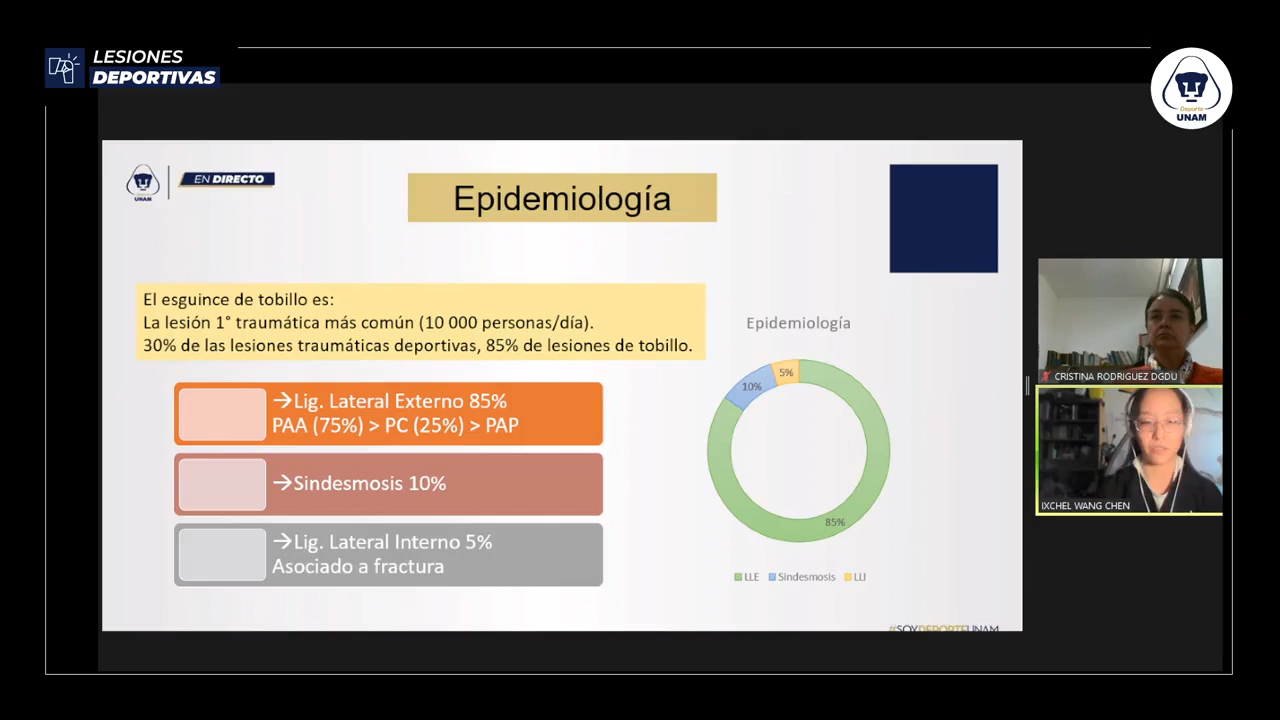 LESIONES
DEPORTIVAS
Deporte
UNAM
UNAM
EN DIRECTO
Epidemiología
El esguince de tobillo es:
La lesión 1° traumática más común (10 000 personas/día).
30% de las lesiones traumáticas deportivas, 85% de lesiones de tobillo.
→Lig. Lateral Externo 85%
PAA (75%) > PC (25%) > PAP
→Sindesmosis 10%
→Lig. Lateral Interno 5%
Asociado a fractura
Epidemiología
5%
10%
85%
LLE Sindesmosis LLI
#SOYDEPORTEUNAM
CRISTINA RODRIGUEZ DGDU
IXCHEL WANG CHEN